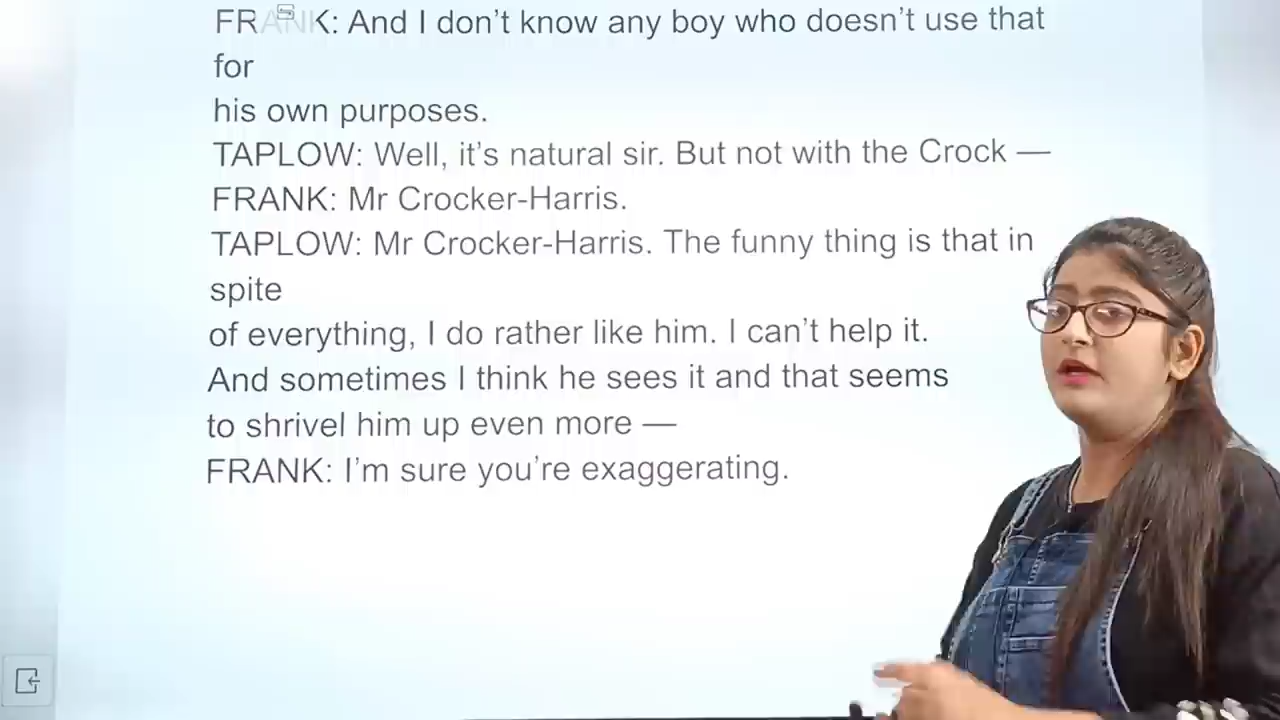 FRANK: And I don’t know any boy who doesn’t use that
for
his own purposes.
TAPLOW: Well, it’s natural sir. But not with the Crock —
FRANK: Mr Crocker-Harris.
TAPLOW: Mr Crocker-Harris. The funny thing is that in
spite
of everything, I do rather like him. I can’t help it.
And sometimes I think he sees it and that seems
to shrivel him up even more —
FRANK: I’m sure you’re exaggerating.